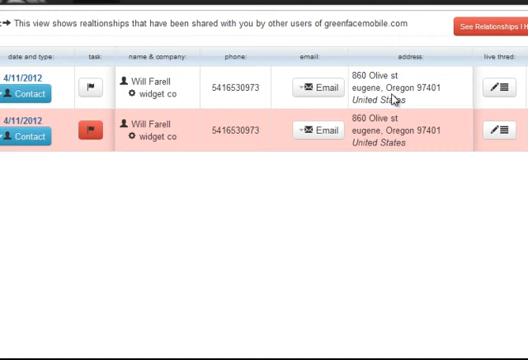 This view shows realtionships that have been shared with you by other users of greenfacemobile.com
See Relationships I H
date and type: task: name & company: phone: email: address: live thred:
4/11/2012
Contact
Will Farell
widget co
5416530973
Email
860 Olive st
eugene, Oregon 97401
United States
4/11/2012
Contact
Will Farell
widget co
5416530973
Email
860 Olive st
eugene, Oregon 97401
United States